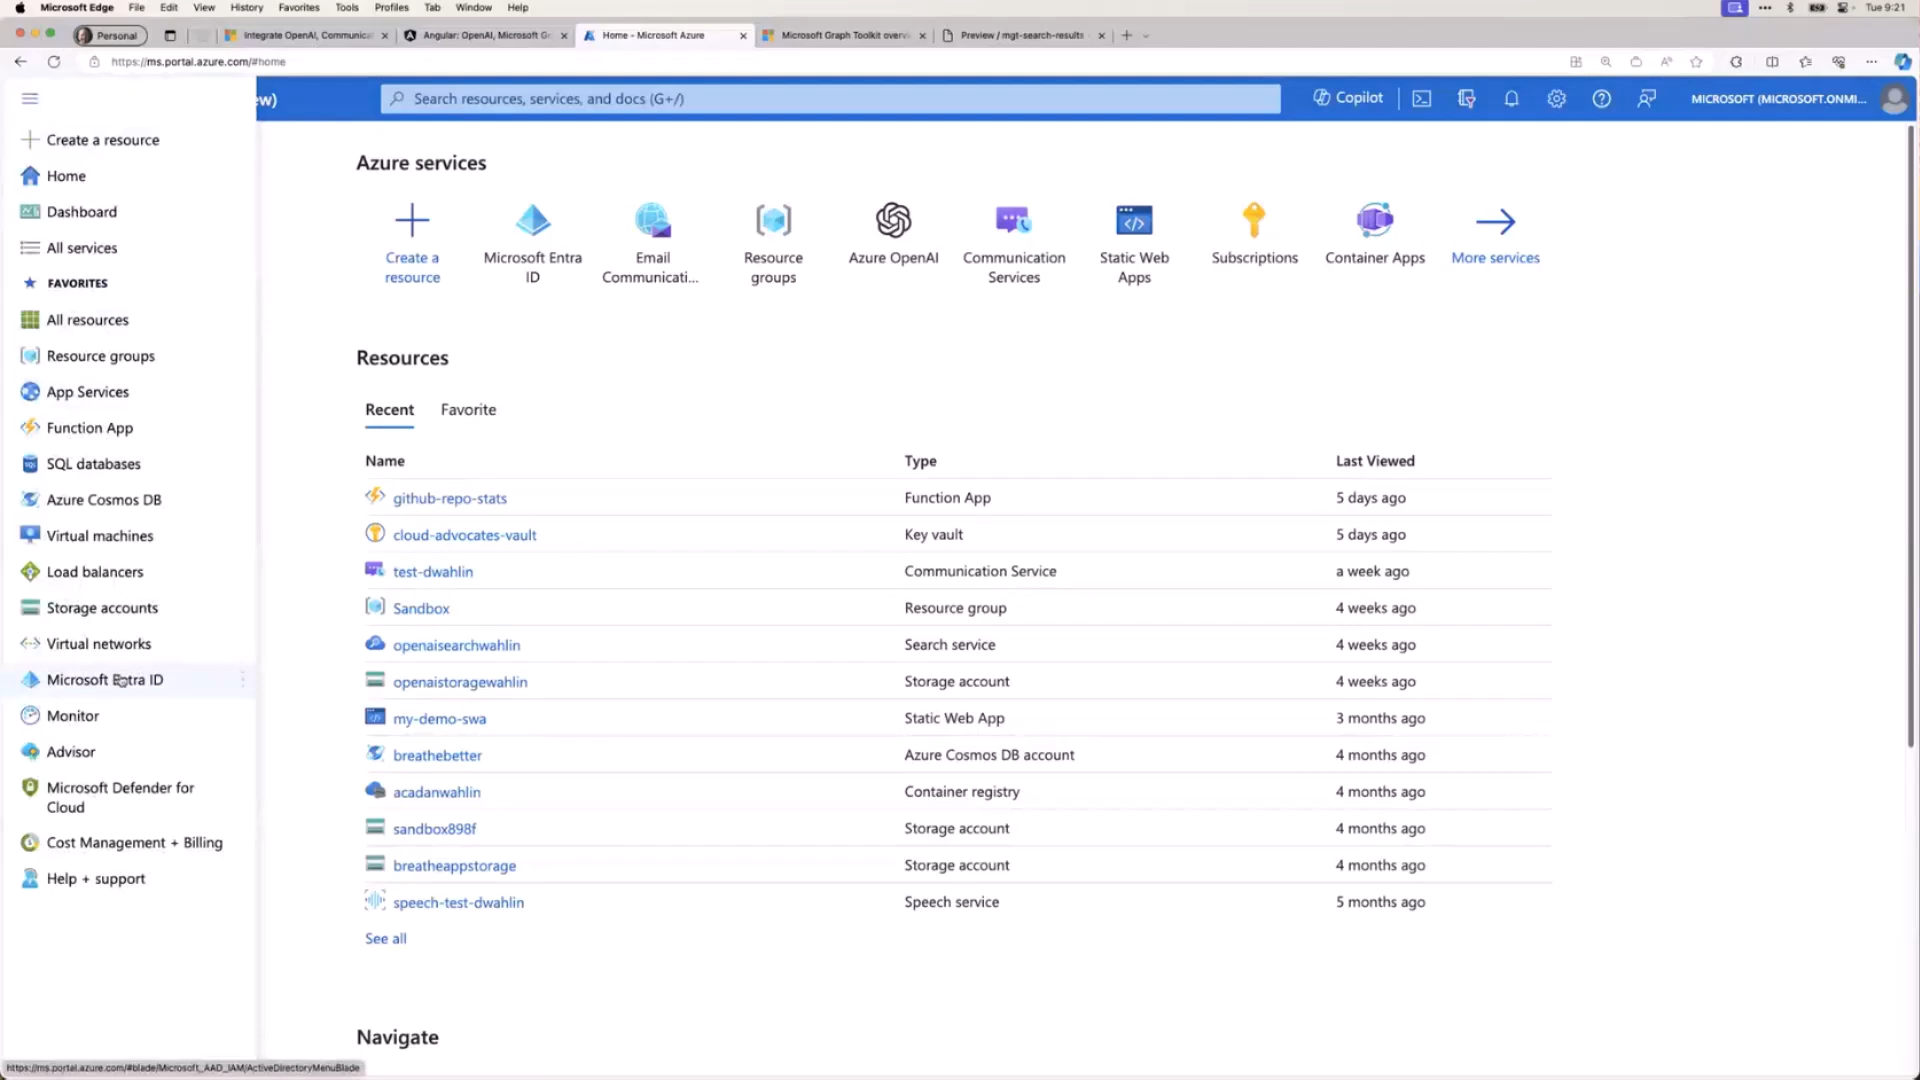 Microsoft Edge File Edit View History Favorites Tools Profiles Tab Window Help
Tue 9:21
Personal
Integrate OpenAI, Communica
Angular: OpenAI, Microsoft Gr
Home - Microsoft Azure
Microsoft Graph Toolkit overvi
Preview / mgt-search-results
https://ms.portal.azure.com/#home
ew)
Search resources, services, and docs (G+/)
Copilot
MICROSOFT (MICROSOFT.ONMI...
Create a resource
Home
Dashboard
All services
FAVORITES
All resources
Resource groups
App Services
Function App
SQL databases
Azure Cosmos DB
Virtual machines
Load balancers
Storage accounts
Virtual networks
Microsoft Entra ID
Monitor
Advisor
Microsoft Defender for
Cloud
Cost Management + Billing
Help + support
Azure services
Create a
resource
Microsoft Entra
ID
Email
Communicati...
Resource
groups
Azure OpenAI
Communication
Services
Static Web
Apps
Subscriptions
Container Apps
More services
Resources
Recent Favorite
Name Type Last Viewed
github-repo-stats Function App 5 days ago
cloud-advocates-vault Key vault 5 days ago
test-dwahlin Communication Service a week ago
Sandbox Resource group 4 weeks ago
openaisearchwahlin Search service 4 weeks ago
openaistoragewahlin Storage account 4 weeks ago
my-demo-swa Static Web App 3 months ago
breathebetter Azure Cosmos DB account 4 months ago
acadanwahlin Container registry 4 months ago
sandbox898f Storage account 4 months ago
breatheappstorage Storage account 4 months ago
speech-test-dwahlin Speech service 5 months ago
See all
Navigate
https://ms.portal.azure.com/#blade/Microsoft_AAD_IAM/ActiveDirectoryMenuBlade